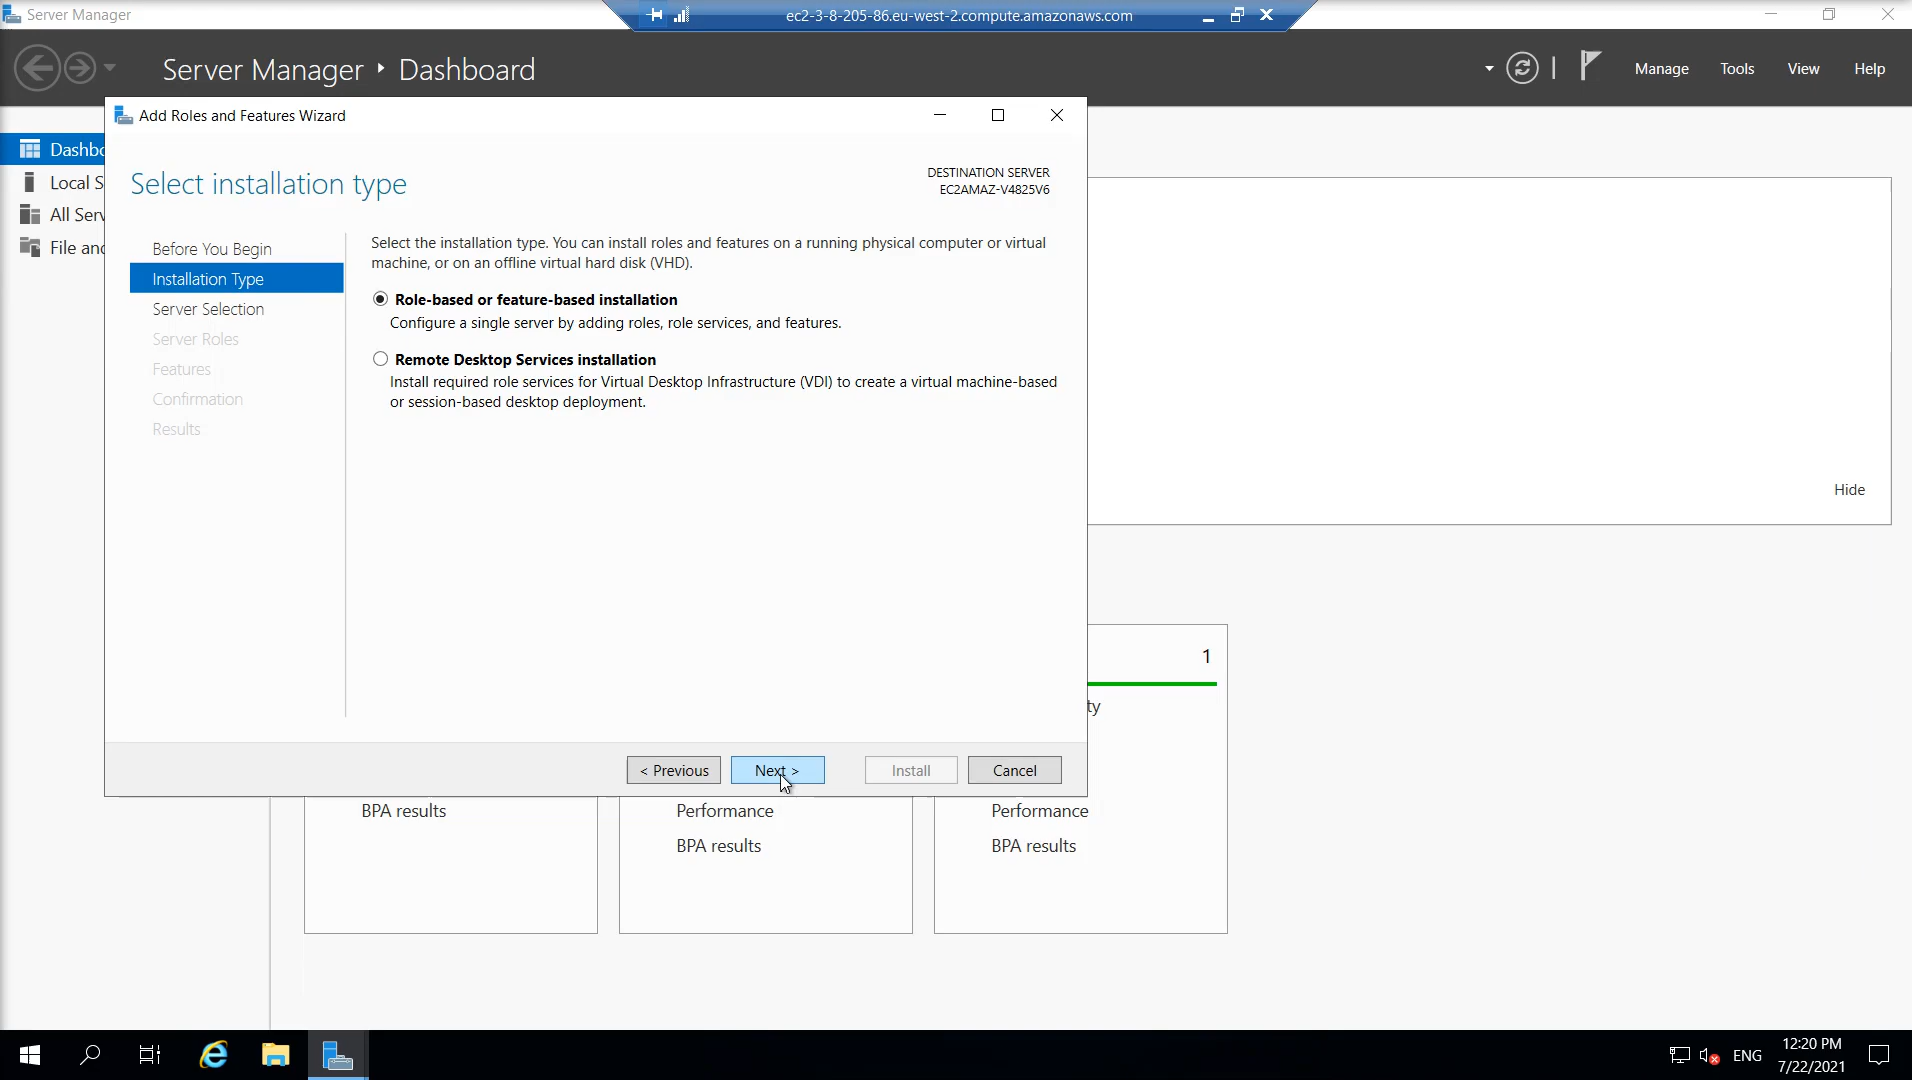 Server Manager
ec2-3-8-205-86.eu-west-2.compute.amazonaws.com
Server Manager
Dashboard
Manage
Tools
View
Help
Add Roles and Features Wizard
Dashbo
Local S
All Serv
File and
Select installation type
DESTINATION SERVER
EC2AMAZ-V4825V6
Before You Begin
Installation Type
Server Selection
Server Roles
Features
Confirmation
Results
Select the installation type. You can install roles and features on a running physical computer or virtual
machine, or on an offline virtual hard disk (VHD).
Role-based or feature-based installation
Configure a single server by adding roles, role services, and features.
Remote Desktop Services installation
Install required role services for Virtual Desktop Infrastructure (VDI) to create a virtual machine-based
or session-based desktop deployment.
Hide
1
ty
< Previous
Next >
Install
Cancel
BPA results
Performance
BPA results
Performance
BPA results
ENG
12:20 PM
7/22/2021